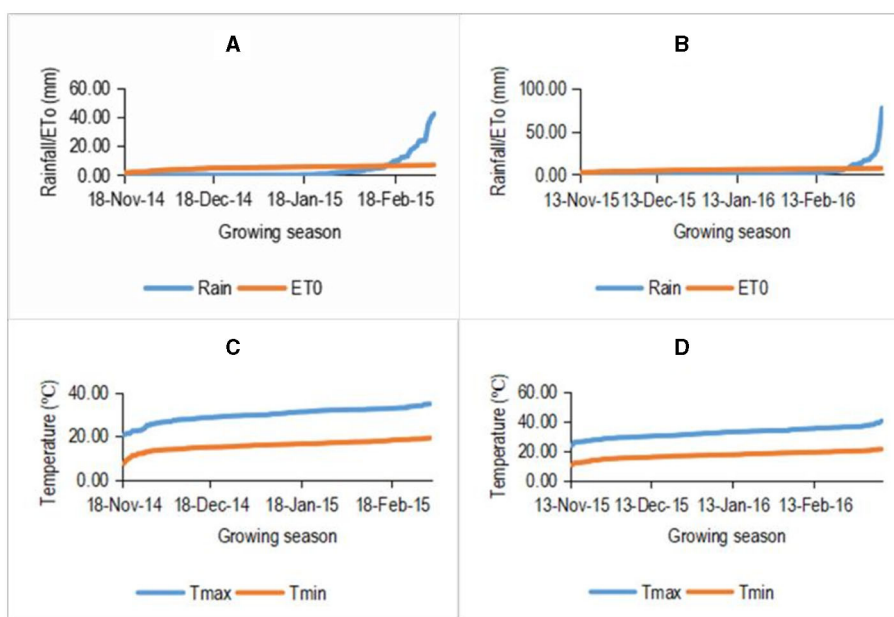 A
Rainfall/ETo (mm)
60.00
40.00
20.00
0.00
18-Nov-14 18-Dec-14 18-Jan-15 18-Feb-15
Growing season
Rain ET0
B
Rainfall/ETo (mm)
100.00
50.00
0.00
13-Nov-15 13-Dec-15 13-Jan-16 13-Feb-16
Growing season
Rain ET0
C
Temperature (°C)
40.00
20.00
0.00
18-Nov-14 18-Dec-14 18-Jan-15 18-Feb-15
Growing season
Tmax Tmin
D
Temperature (°C)
60.00
40.00
20.00
0.00
13-Nov-15 13-Dec-15 13-Jan-16 13-Feb-16
Growing season
Tmax Tmin